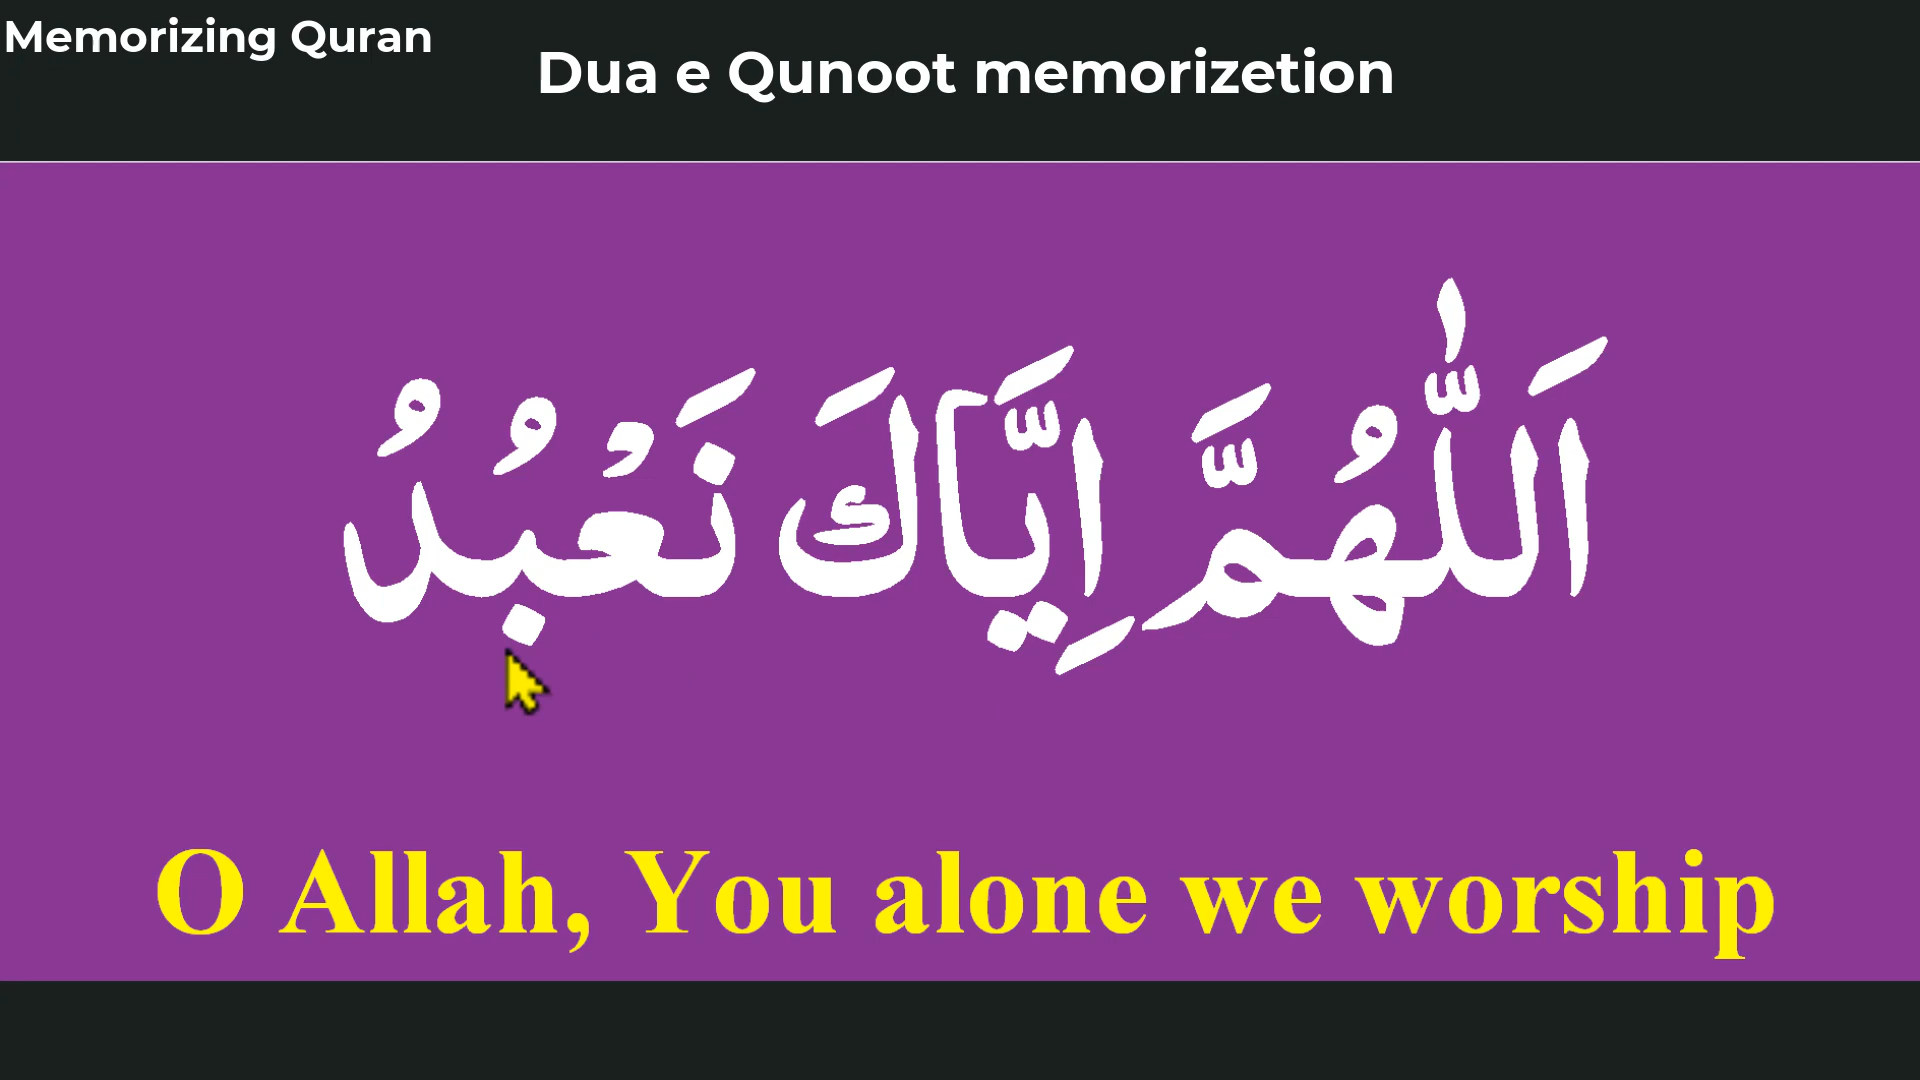 Memorizing Quran
Dua e Qunoot memorizetion
اَللّٰهُمَّ اِيَّاكَ نَعْبُدُ
O Allah, You alone we worship